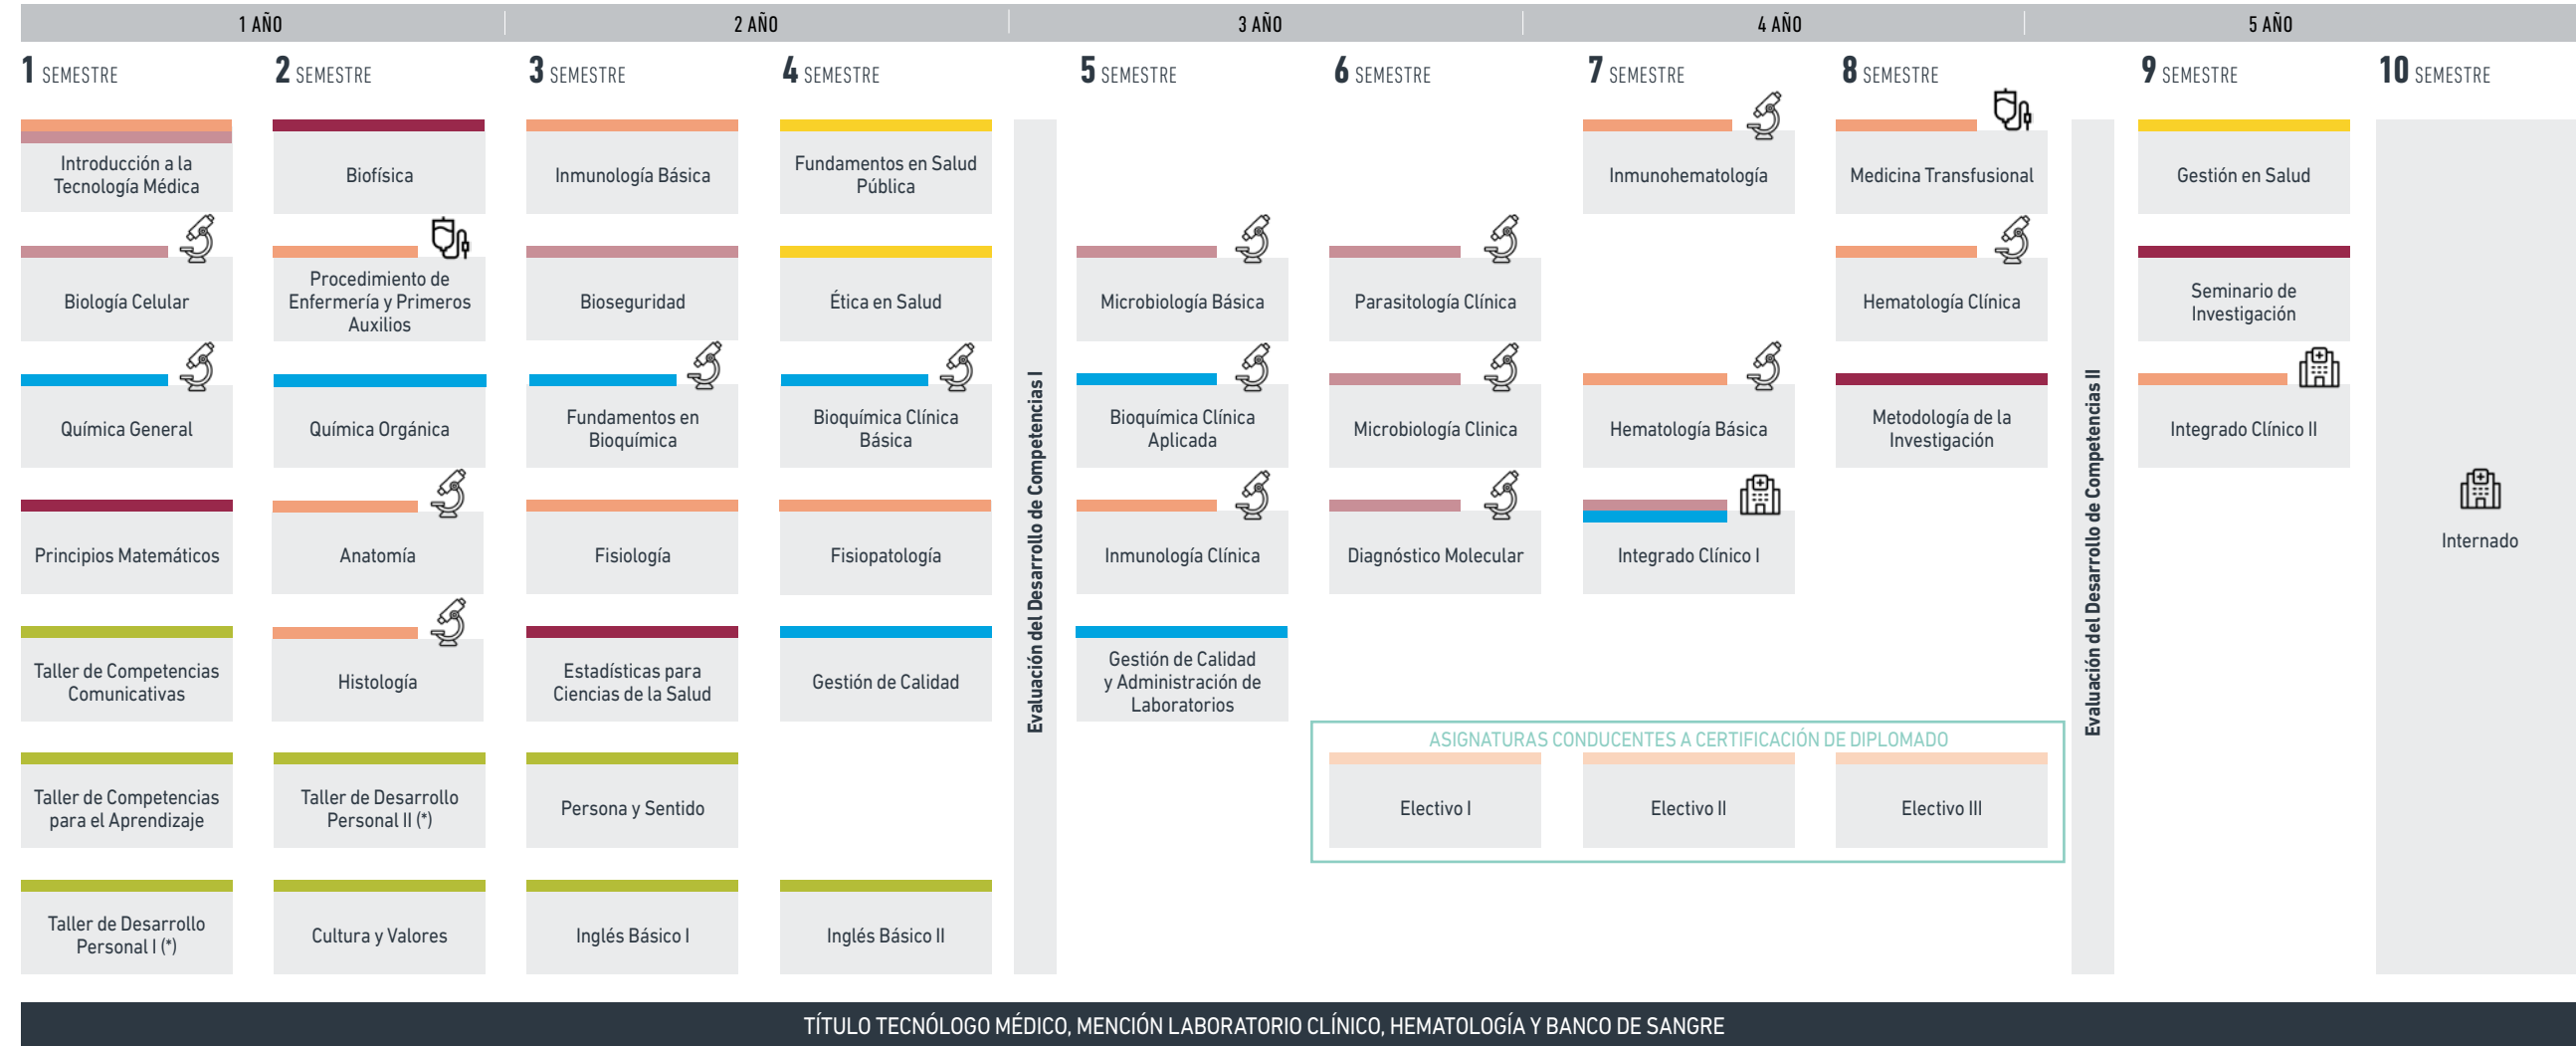 1 AÑO
2 AÑO
3 AÑO
4 AÑO
5 AÑO
1 SEMESTRE
2 SEMESTRE
3 SEMESTRE
4 SEMESTRE
5 SEMESTRE
6 SEMESTRE
7 SEMESTRE
8 SEMESTRE
9 SEMESTRE
10 SEMESTRE
Introducción a la
Tecnología Médica
Biología Celular
Química General
Principios Matemáticos
Taller de Competencias
Comunicativas
Taller de Competencias
para el Aprendizaje
Taller de Desarrollo
Personal I (*)
Biofísica
Procedimiento de
Enfermería y Primeros
Auxilios
Química Orgánica
Anatomía
Histología
Taller de Desarrollo
Personal II (*)
Cultura y Valores
Inmunología Básica
Bioseguridad
Fundamentos en
Bioquímica
Fisiología
Estadísticas para
Ciencias de la Salud
Persona y Sentido
Inglés Básico I
Fundamentos en Salud
Pública
Ética en Salud
Bioquímica Clínica
Básica
Fisiopatología
Gestión de Calidad
Inglés Básico II
Evaluación del Desarrollo de Competencias I
Microbiología Básica
Bioquímica Clínica
Aplicada
Inmunología Clínica
Gestión de Calidad
y Administración de
Laboratorios
Parasitología Clínica
Microbiología Clinica
Diagnóstico Molecular
ASIGNATURAS CONDUCENTES A CERTIFICACIÓN DE DIPLOMADO
Electivo I
Inmunohematología
Hematología Básica
Integrado Clínico I
Electivo II
Medicina Transfusional
Hematología Clínica
Metodología de la
Investigación
Electivo III
Evaluación del Desarrollo de Competencias II
Gestión en Salud
Seminario de
Investigación
Integrado Clínico II
Internado
TÍTULO TECNÓLOGO MÉDICO, MENCIÓN LABORATORIO CLÍNICO, HEMATOLOGÍA Y BANCO DE SANGRE